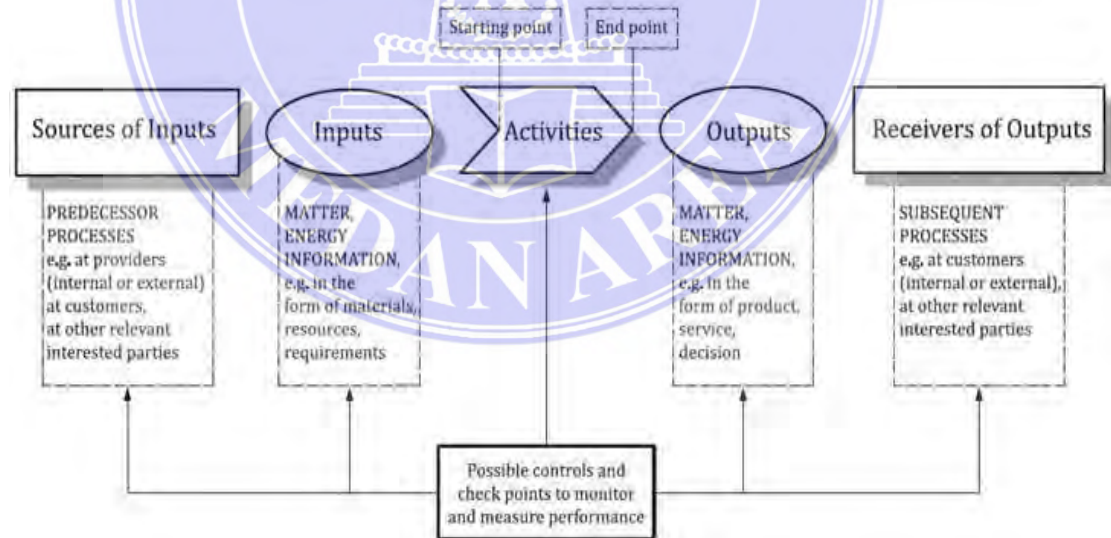 Starting point
End point
Sources of Inputs
Inputs
Activities
Outputs
Receivers of Outputs
PREDECESSOR
PROCESSES
e.g. at providers
(internal or external)
at customers,
at other relevant
interested parties
MATTER,
ENERGY
INFORMATION,
e.g. in the
form of materials,
resources,
requirements
MATTER,
ENERGY
INFORMATION,
e.g. in the
form of product,
service,
decision
SUBSEQUENT
PROCESSES
e.g. at customers
(internal or external),
at other relevant
interested parties
Possible controls and
check points to monitor
and measure performance
MEDAN AREA